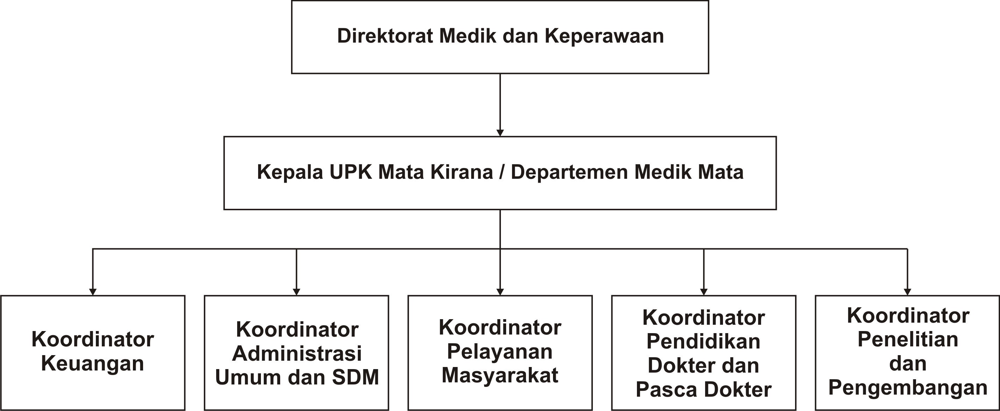 Direktorat Medik dan Keperawaan
Kepala UPK Mata Kirana / Departemen Medik Mata
Koordinator
Keuangan
Koordinator
Administrasi
Umum dan SDM
Koordinator
Pelayanan
Masyarakat
Koordinator
Pendidikan
Dokter dan
Pasca Dokter
Koordinator
Penelitian
dan
Pengembangan